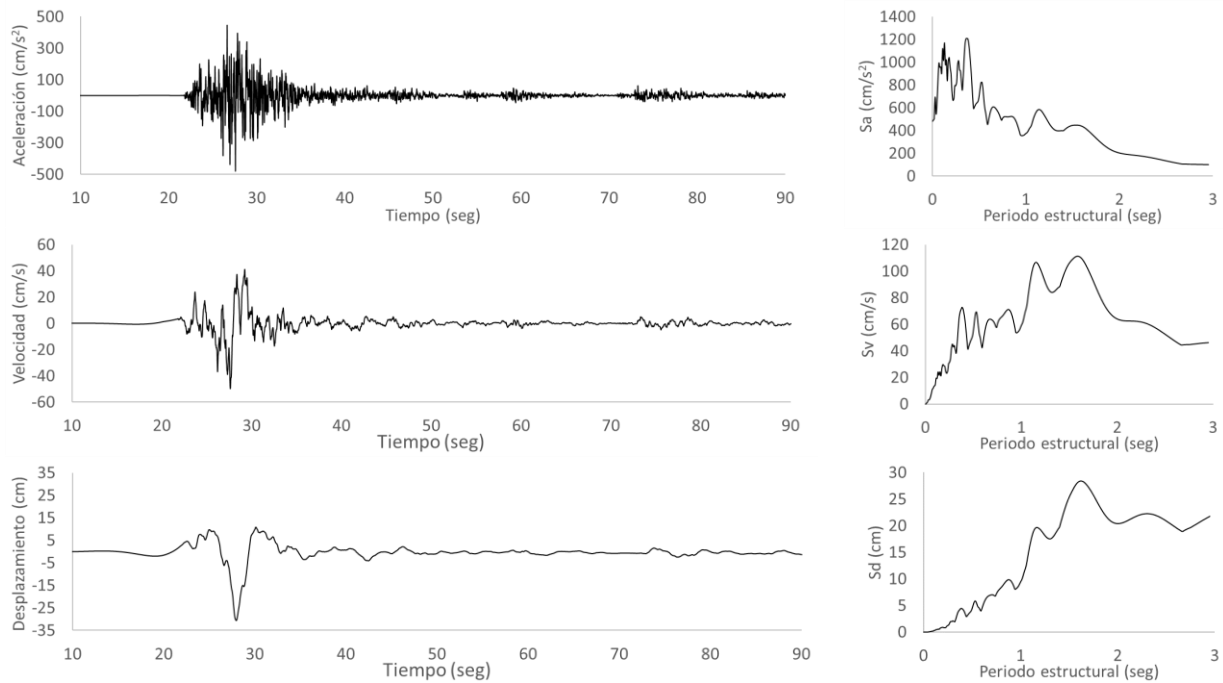 Aceleración (cm/s²)
500
300
100
-100
-300
-500
10 20 30 40 50 60 70 80 90
Tiempo (seg)
Sa (cm/s²)
1400
1200
1000
800
600
400
200
0
0 1 2 3
Periodo estructural (seg)
Velocidad (cm/s)
60
40
20
0
-20
-40
-60
10 20 30 40 50 60 70 80 90
Tiempo (seg)
Sv (cm/s)
120
100
80
60
40
20
0
0 1 2 3
Periodo estructural (seg)
Desplazamiento (cm)
35
25
15
5
-5
-15
-25
-35
10 20 30 40 50 60 70 80 90
Tiempo (seg)
Sd (cm)
30
25
20
15
10
5
0
0 1 2 3
Periodo estructural (seg)